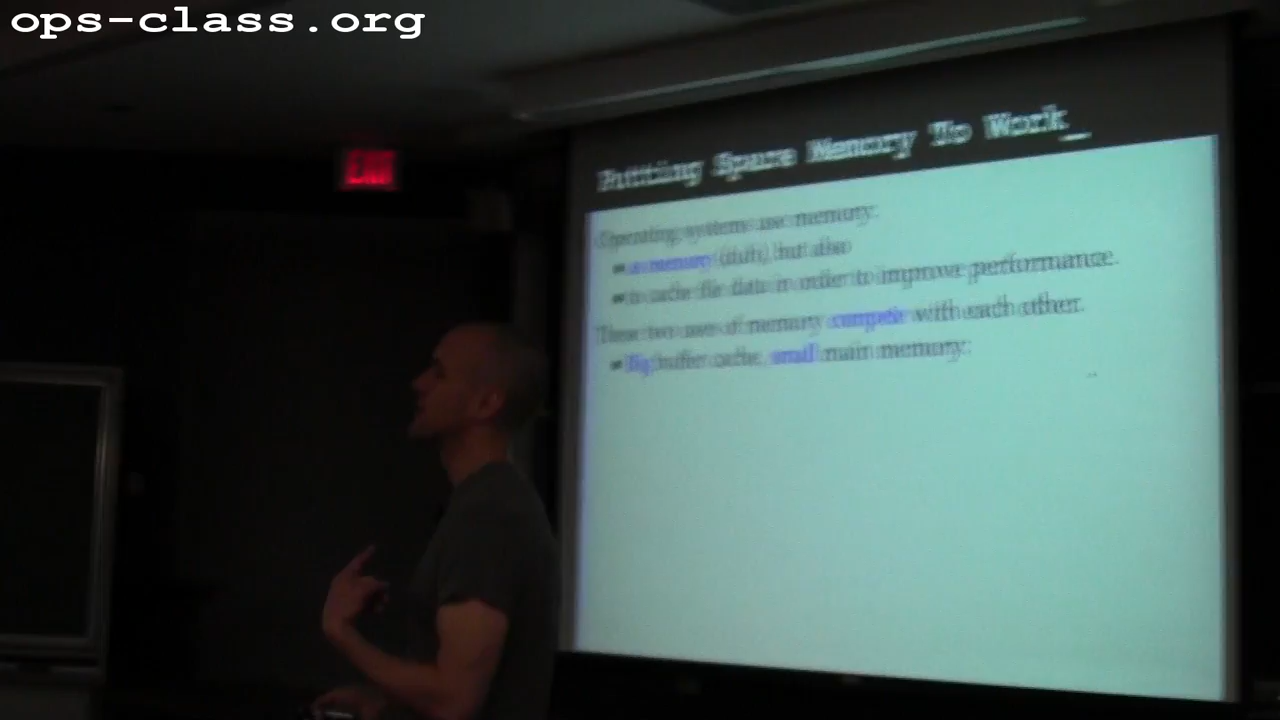 ops-class.org
EXIT
Putting Spare Memory To Work_
Operating systems use memory:
as memory (duh), but also
to cache file data in order to improve performance.
These two uses of memory compete with each other.
Big buffer cache, small main memory: